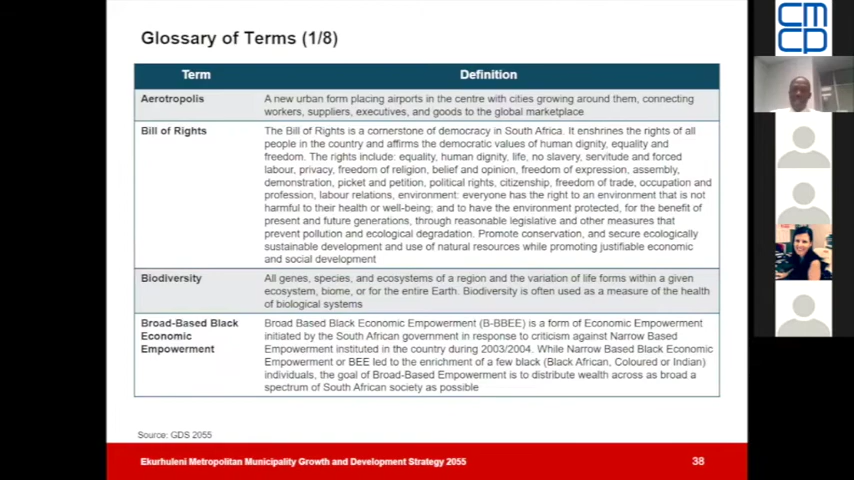 Glossary of Terms (1/8)
Term
Definition
Aerotropolis
A new urban form placing airports in the centre with cities growing around them, connecting
workers, suppliers, executives, and goods to the global marketplace
Bill of Rights
The Bill of Rights is a cornerstone of democracy in South Africa. It enshrines the rights of all
people in the country and affirms the democratic values of human dignity, equality and
freedom. The rights include: equality, human dignity, life, no slavery, servitude and forced
labour, privacy, freedom of religion, belief and opinion, freedom of expression, assembly,
demonstration, picket and petition, political rights, citizenship, freedom of trade, occupation and
profession, labour relations, environment: everyone has the right to an environment that is not
harmful to their health or well-being; and to have the environment protected, for the benefit of
present and future generations, through reasonable legislative and other measures that
prevent pollution and ecological degradation. Promote conservation, and secure ecologically
sustainable development and use of natural resources while promoting justifiable economic
and social development
Biodiversity
All genes, species, and ecosystems of a region and the variation of life forms within a given
ecosystem, biome, or for the entire Earth. Biodiversity is often used as a measure of the health
of biological systems
Broad-Based Black
Economic
Empowerment
Broad Based Black Economic Empowerment (B-BBEE) is a form of Economic Empowerment
initiated by the South African government in response to criticism against Narrow Based
Empowerment instituted in the country during 2003/2004. While Narrow Based Black Economic
Empowerment or BEE led to the enrichment of a few black (Black African, Coloured or Indian)
individuals, the goal of Broad-Based Empowerment is to distribute wealth across as broad a
spectrum of South African society as possible
Source: GDS 2055
Ekurhuleni Metropolitan Municipality Growth and Development Strategy 2055
38
cmcp